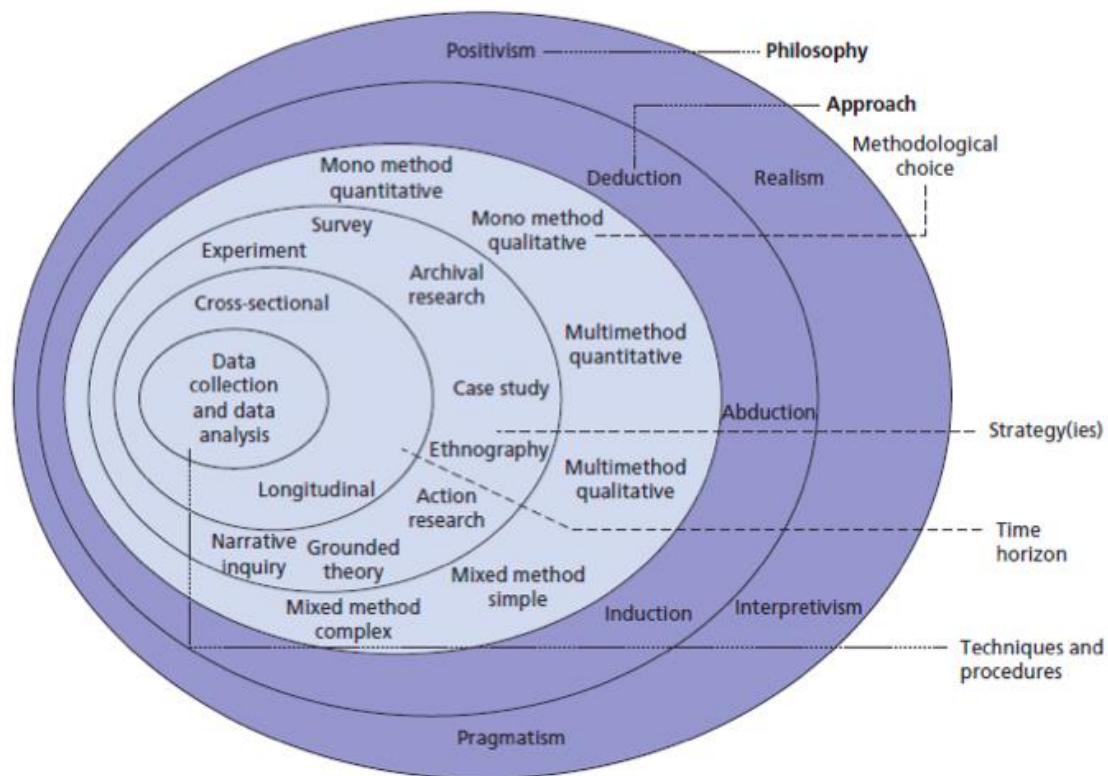 Positivism
Philosophy
Approach
Methodological
choice
Mono method
quantitative
Deduction
Realism
Survey
Mono method
qualitative
Experiment
Archival
research
Cross-sectional
Multimethod
quantitative
Data
collection
and data
analysis
Case study
Abduction
Strategy(ies)
Ethnography
Multimethod
qualitative
Longitudinal
Action
research
Time
horizon
Narrative
inquiry
Grounded
theory
Mixed method
simple
Mixed method
complex
Induction
Interpretivism
Techniques and
procedures
Pragmatism